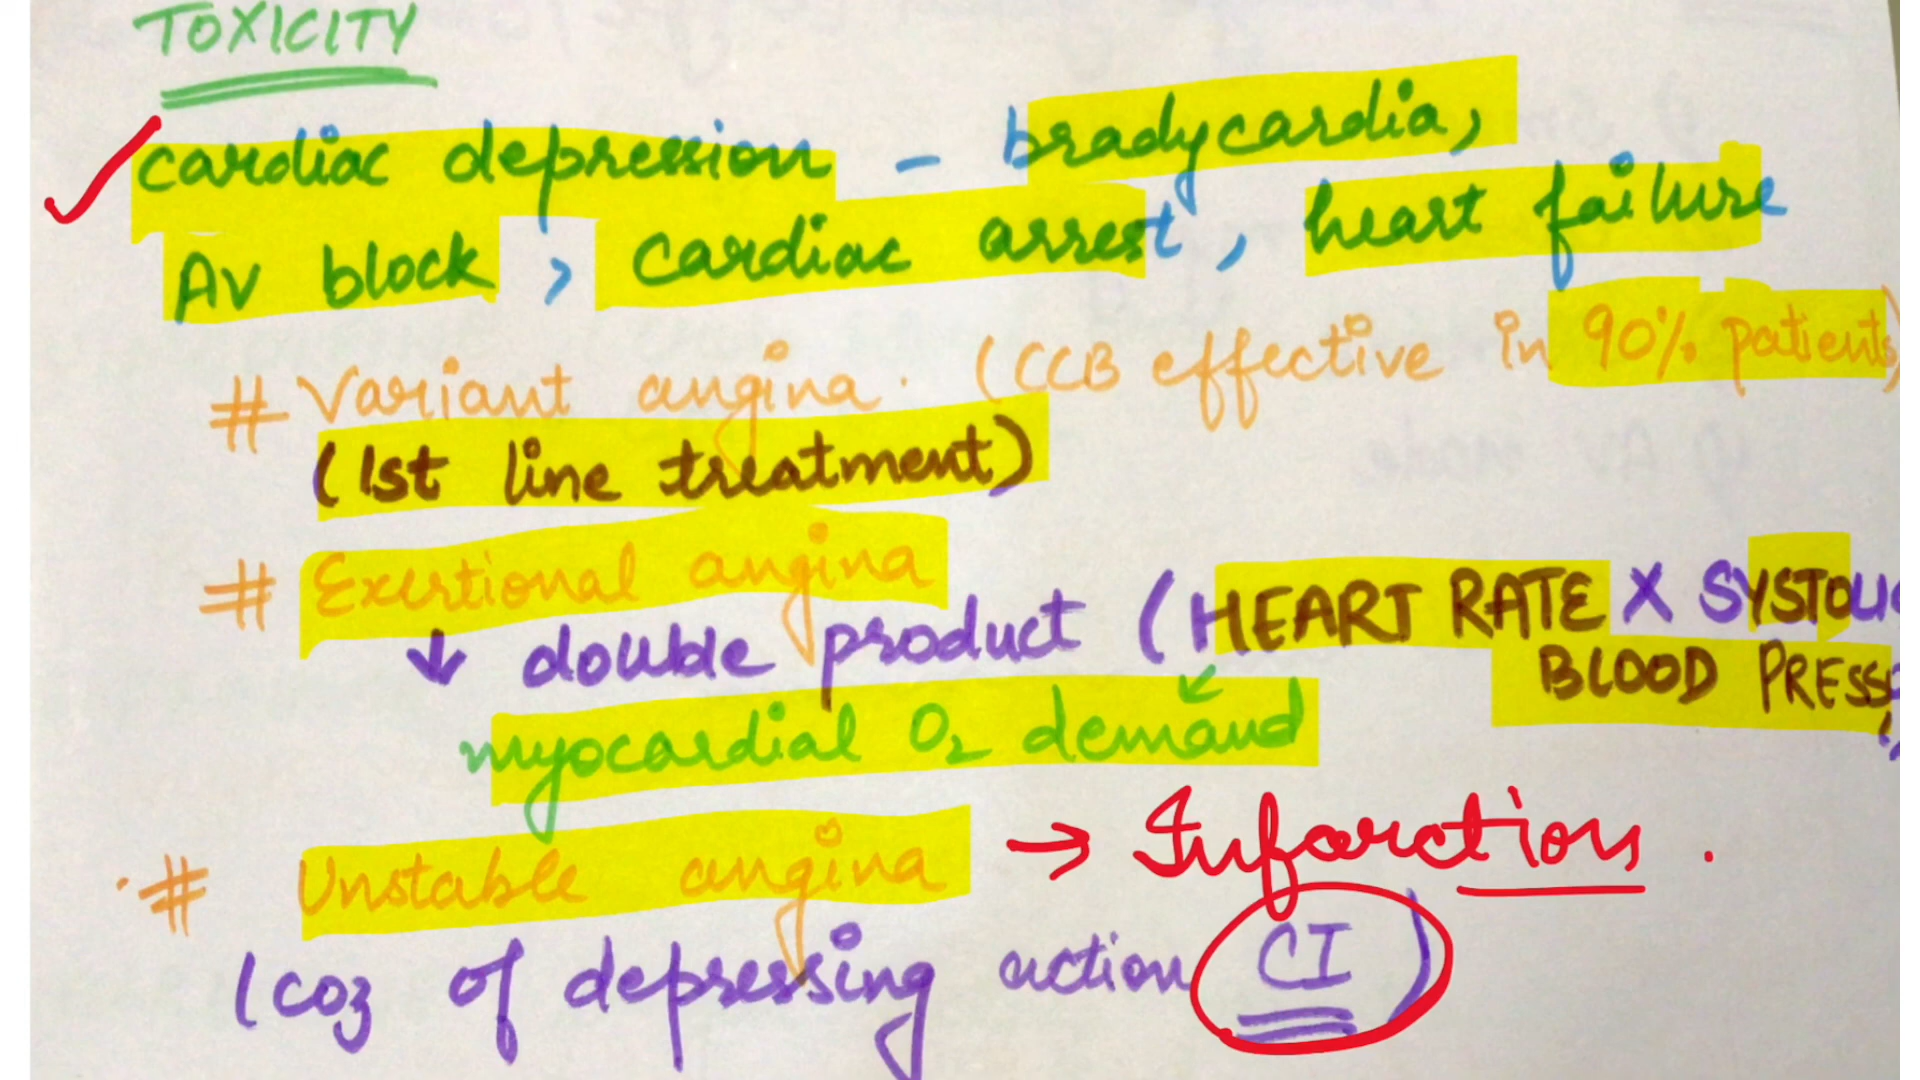 TOXICITY
cardiac depression - bradycardia,
AV block, cardiac arrest, heart failure
# Variant angina. (CCB effective in 90% patients)
(1st line treatment)
# Exertional angina
↓ double product (HEART RATE X SYSTOLIC
BLOOD PRESS
myocardial O2 demand
# Unstable angina → Infarction.
(coz of depressing action CI)